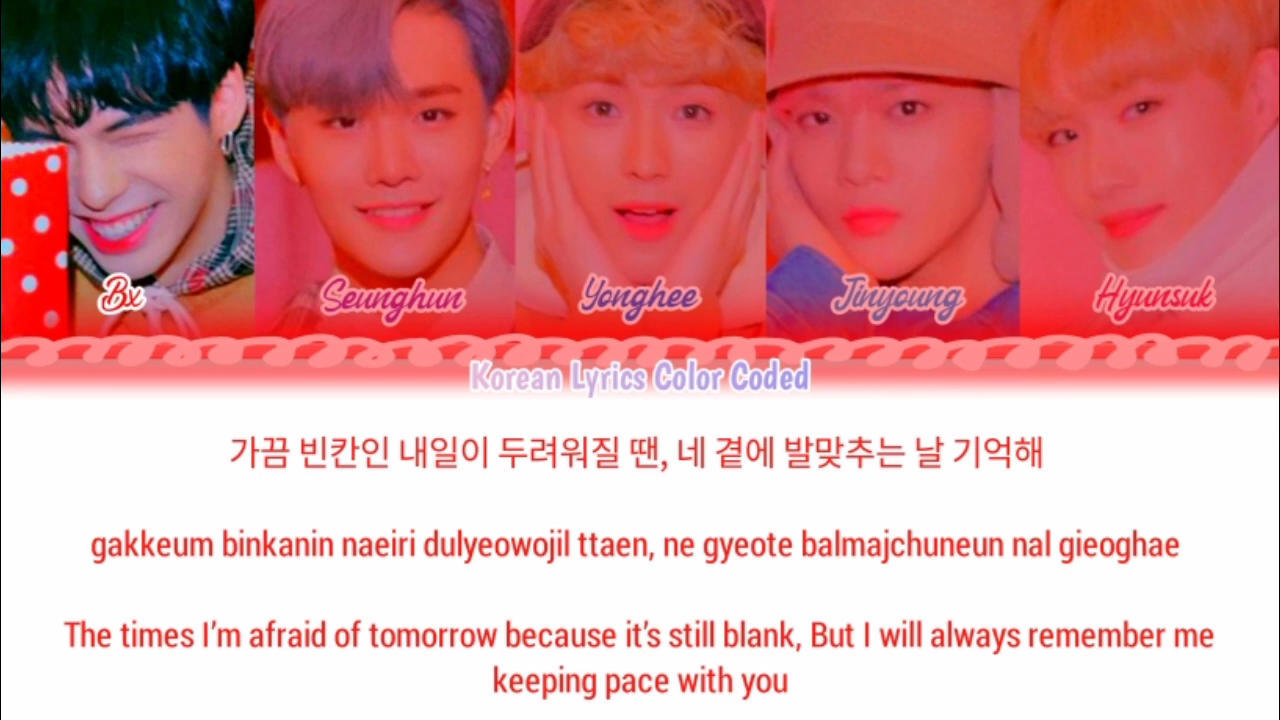 Bx Seunghun Yonghee Jinyoung Hyunsuk
Korean Lyrics Color Coded
가끔 빈칸인 내일이 두려워질 땐, 네 곁에 발맞추는 날 기억해
gakkeum binkanin naeiri dulyeowojil ttaen, ne gyeote balmajchuneun nal gieoghae
The times I’m afraid of tomorrow because it’s still blank, But I will always remember me
keeping pace with you